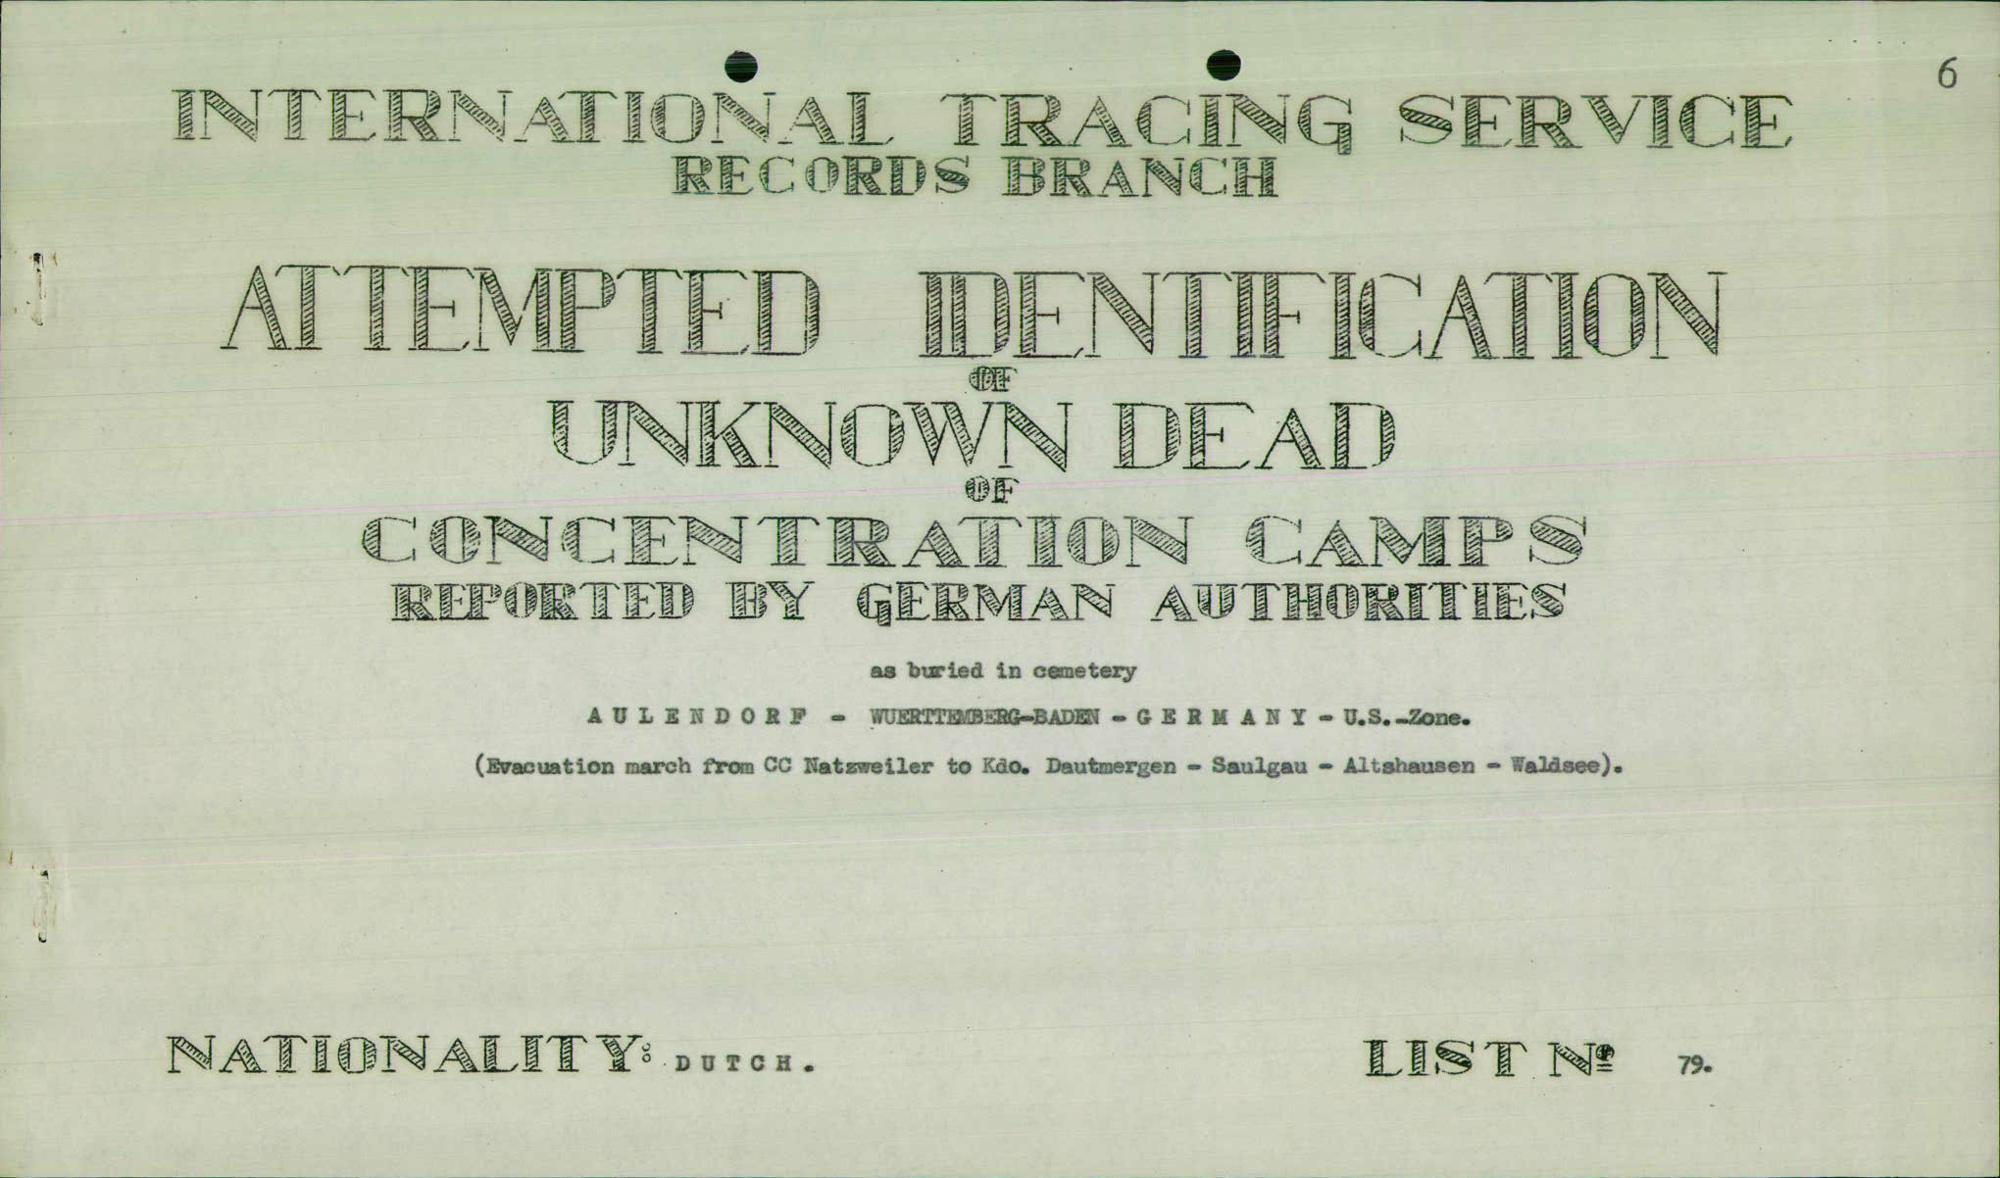 6
INTERNATIONAL TRACING SERVICE
RECORDS BRANCH
ATTEMPTED IDENTIFICATION
OF
UNKNOWN DEAD
OF
CONCENTRATION CAMPS
REPORTED BY GERMAN AUTHORITIES
as buried in cemetery
A U L E N D O R F - WUERTTEMBERG-BADEN - G E R M A N Y - U.S.-Zone.
(Evacuation march from CC Natzweiler to Kdo. Dautmergen - Saulgau - Altshausen - Waldsee).
NATIONALITY: D U T C H .
LIST Nº 79.